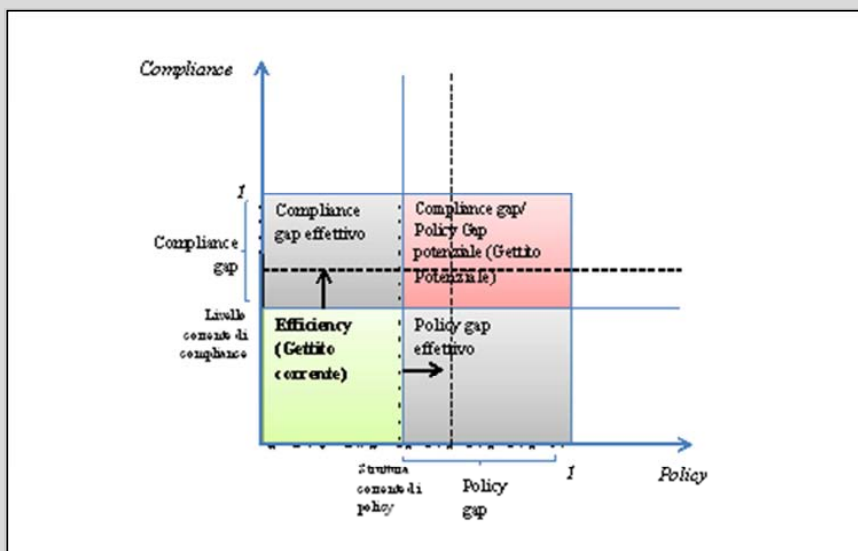 Compliance
1
Compliance
gap effettivo
Compliance gap/
Policy Gap
potenziale (Gettito
Potenziale)
Compliance
gap
Livello
corrente di
compliance
Efficiency
(Gettito
corrente)
Policy gap
effettivo
Struttura
corrente di
policy
Policy
gap
1
Policy